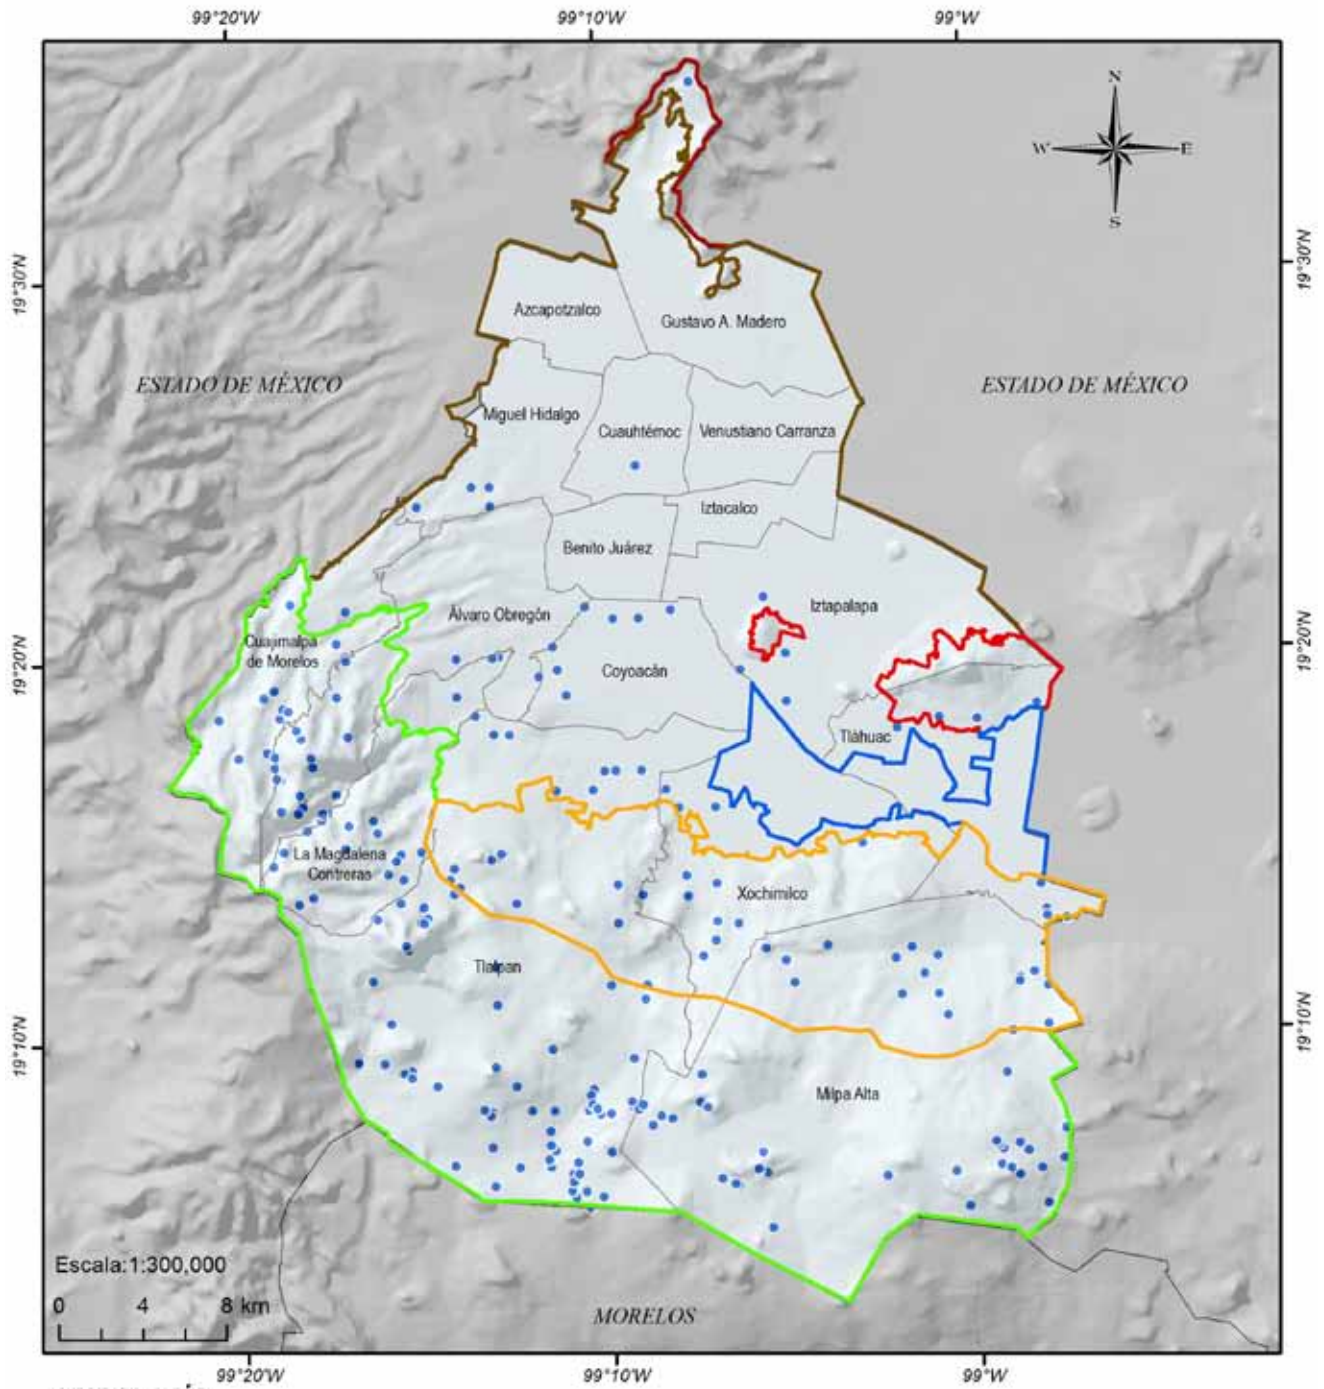 99°20'W
99°10'W
99°W
N
W
E
S
19°30'N
19°30'N
Azcapotzalco
Gustavo A. Madero
ESTADO DE MÉXICO
ESTADO DE MÉXICO
Miguel Hidalgo
Cuauhtémoc
Venustiano Carranza
Iztacalco
Benito Juárez
Iztapalapa
Álvaro Obregón
Cuajimalpa
de Morelos
Coyoacán
19°20'N
19°20'N
Tláhuac
La Magdalena
Contreras
Xochimilco
Tlalpan
19°10'N
19°10'N
Milpa Alta
Escala:1:300,000
0 4 8 km
MORELOS
99°20'W
99°10'W
99°W